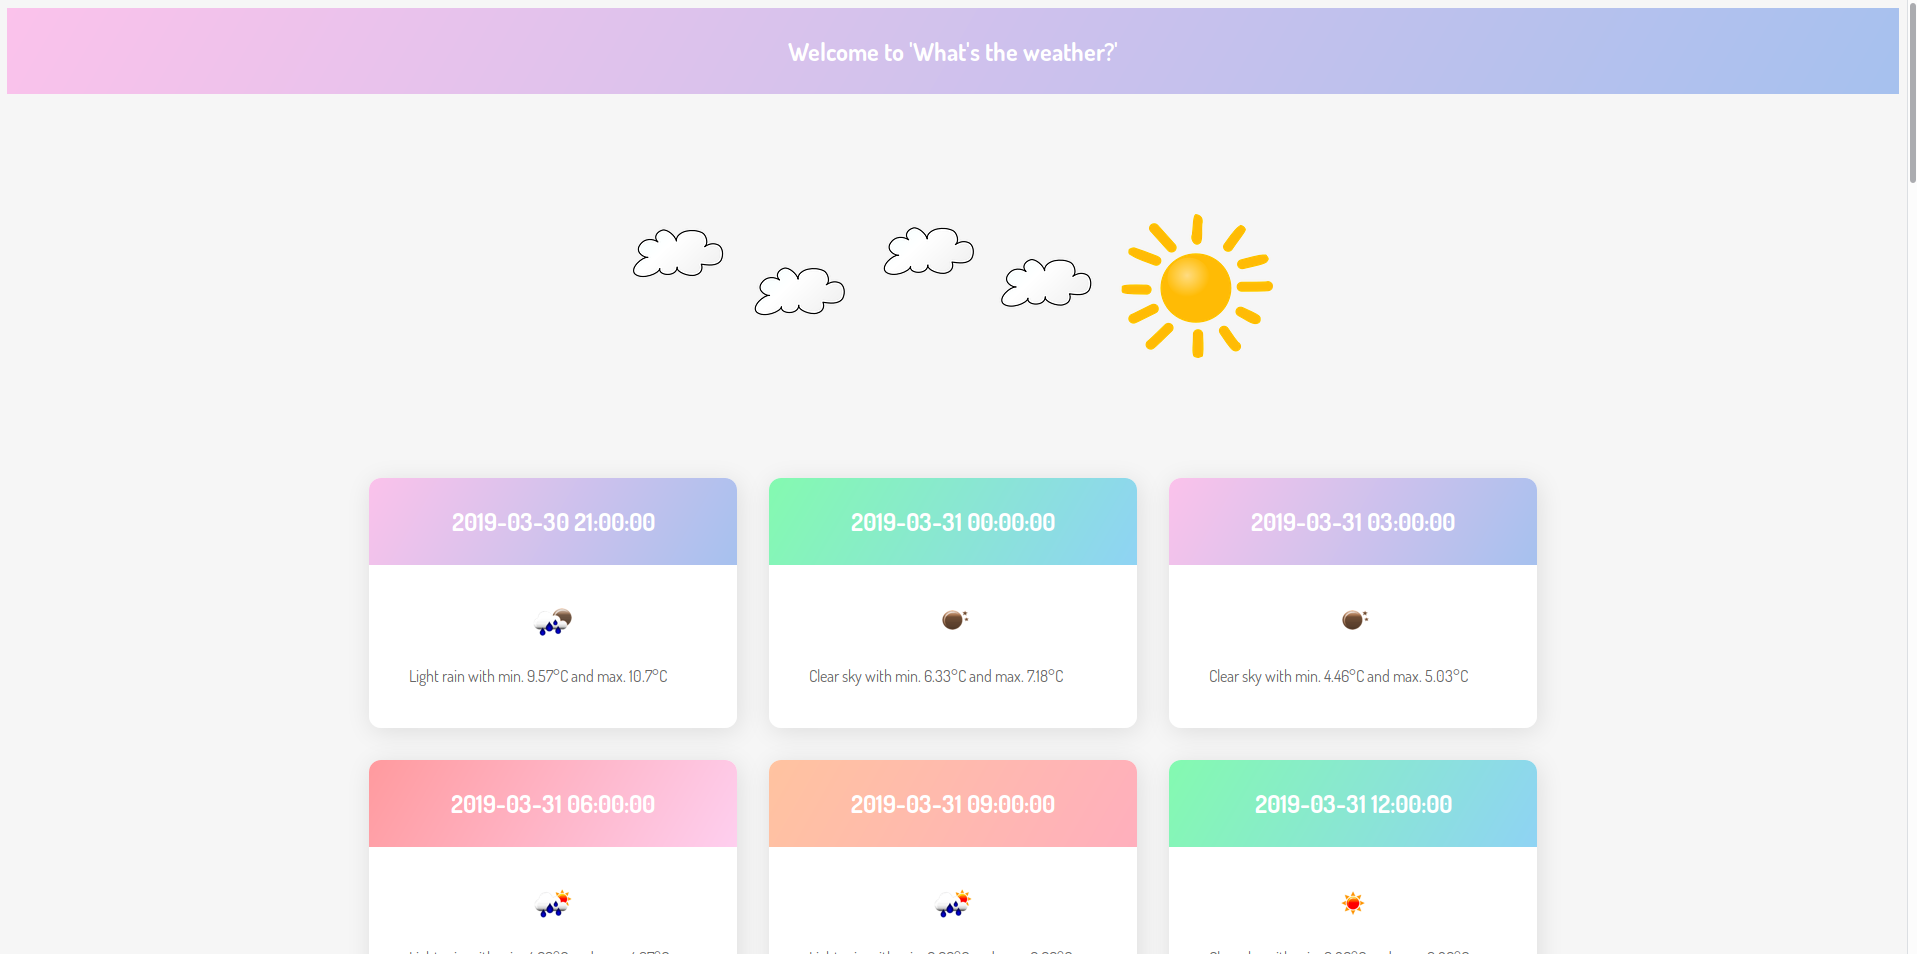 Welcome to 'What's the weather?'
2019-03-30 21:00:00
2019-03-31 00:00:00
2019-03-31 03:00:00
Light rain with min. 9.57°C and max. 10.7°C
Clear sky with min. 6.33°C and max. 7.18°C
Clear sky with min. 4.46°C and max. 5.03°C
2019-03-31 06:00:00
2019-03-31 09:00:00
2019-03-31 12:00:00